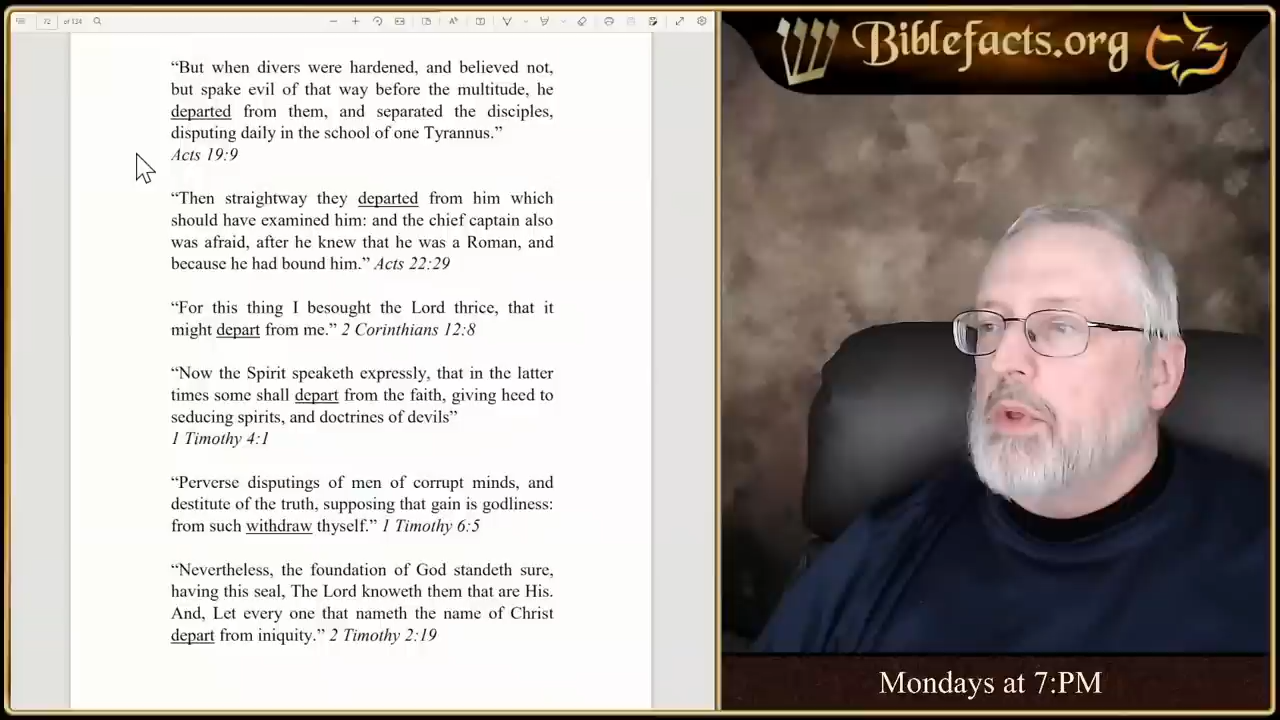 72 of 124
“But when divers were hardened, and believed not,
but spake evil of that way before the multitude, he
departed from them, and separated the disciples,
disputing daily in the school of one Tyrannus.”
Acts 19:9
“Then straightway they departed from him which
should have examined him: and the chief captain also
was afraid, after he knew that he was a Roman, and
because he had bound him.” Acts 22:29
“For this thing I besought the Lord thrice, that it
might depart from me.” 2 Corinthians 12:8
“Now the Spirit speaketh expressly, that in the latter
times some shall depart from the faith, giving heed to
seducing spirits, and doctrines of devils”
1 Timothy 4:1
“Perverse disputings of men of corrupt minds, and
destitute of the truth, supposing that gain is godliness:
from such withdraw thyself.” 1 Timothy 6:5
“Nevertheless, the foundation of God standeth sure,
having this seal, The Lord knoweth them that are His.
And, Let every one that nameth the name of Christ
depart from iniquity.” 2 Timothy 2:19
Biblefacts.org
Mondays at 7:PM